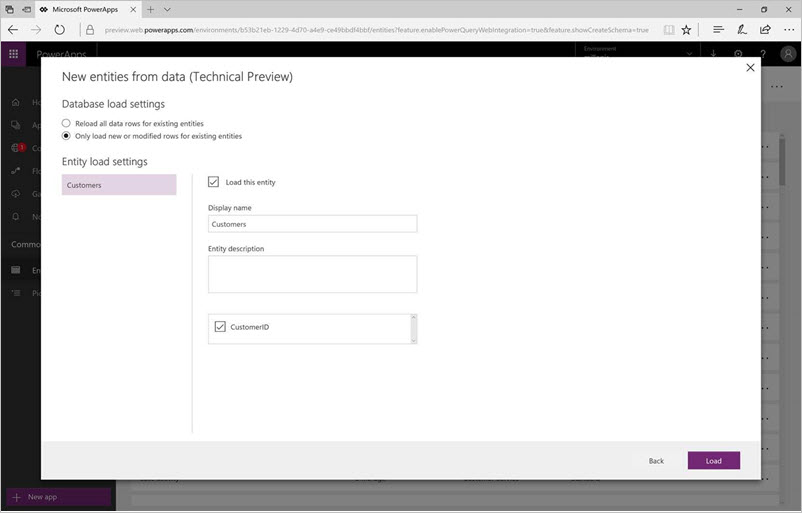 Microsoft PowerApps
preview.web.powerapps.com/environments/b53b21eb-1229-4d70-a4e9-ce49bbdf4bbf/entities?feature.enablePowerQueryWebIntegration=true&feature.showCreateSchema=true
PowerApps
Environment
New entities from data (Technical Preview)
Database load settings
Reload all data rows for existing entities
Only load new or modified rows for existing entities
Entity load settings
Customers
Load this entity
Display name
Customers
Entity description
CustomerID
1
Back
Load
New app